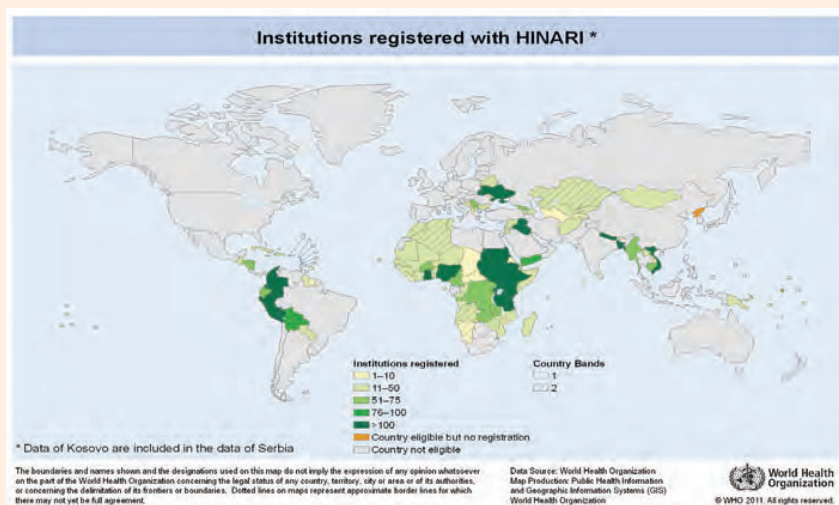 Institutions registered with HINARI *
Institutions registered
1–10
11–50
51–75
76–100
>100
Country eligible but no registration
Country not eligible
Country Bands
1
2
* Data of Kosovo are included in the data of Serbia
The boundaries and names shown and the designations used on this map do not imply the expression of any opinion whatsoever
on the part of the World Health Organization concerning the legal status of any country, territory, city or area or of its authorities,
or concerning the delimitation of its frontiers or boundaries. Dotted lines on maps represent approximate border lines for which
there may not yet be full agreement.
Data Source: World Health Organization
Map Production: Public Health Information
and Geographic Information Systems (GIS)
World Health Organization
World Health
Organization
© WHO 2011. All rights reserved.